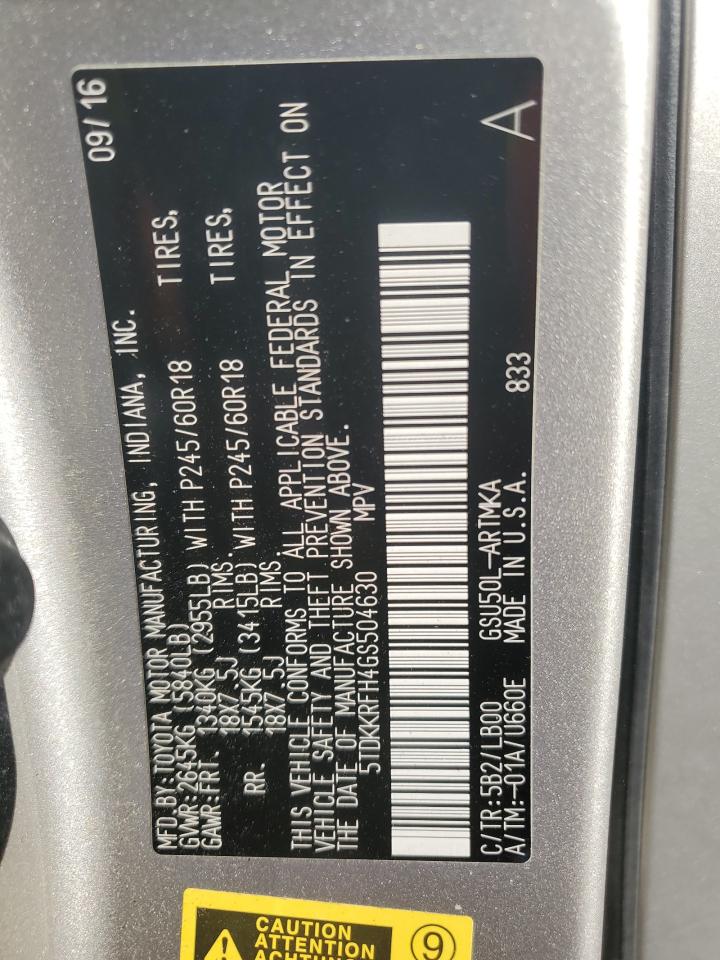 09/16
MFD.BY:TOYOTA MOTOR MANUFACTURING, INDIANA, INC.
GVWR:2645KG (5840LB)
GAWR:FRT. 1340KG (2955LB) WITH P245/60R18 TIRES,
18X7.5J RIMS.
RR. 1545KG (3415LB) WITH P245/60R18 TIRES,
18X7.5J RIMS.
THIS VEHICLE CONFORMS TO ALL APPLICABLE FEDERAL MOTOR
VEHICLE SAFETY AND THEFT PREVENTION STANDARDS IN EFFECT ON
THE DATE OF MANUFACTURE SHOWN ABOVE.
5TDKKRFH4GS504630 MPV
C/TR:5B2/LB00 GSU50L-ARTMKA 833
A/TM:-01A/U660E MADE IN U.S.A.
A
CAUTION
ATTENTION
ACHTUNG
9